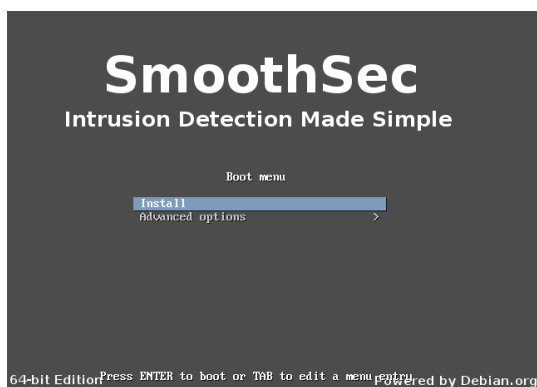 SmoothSec
Intrusion Detection Made Simple
Boot menu
Install
Advanced options >
64-bit Edition
Press ENTER to boot or TAB to edit a menu entry
Powered by Debian.org